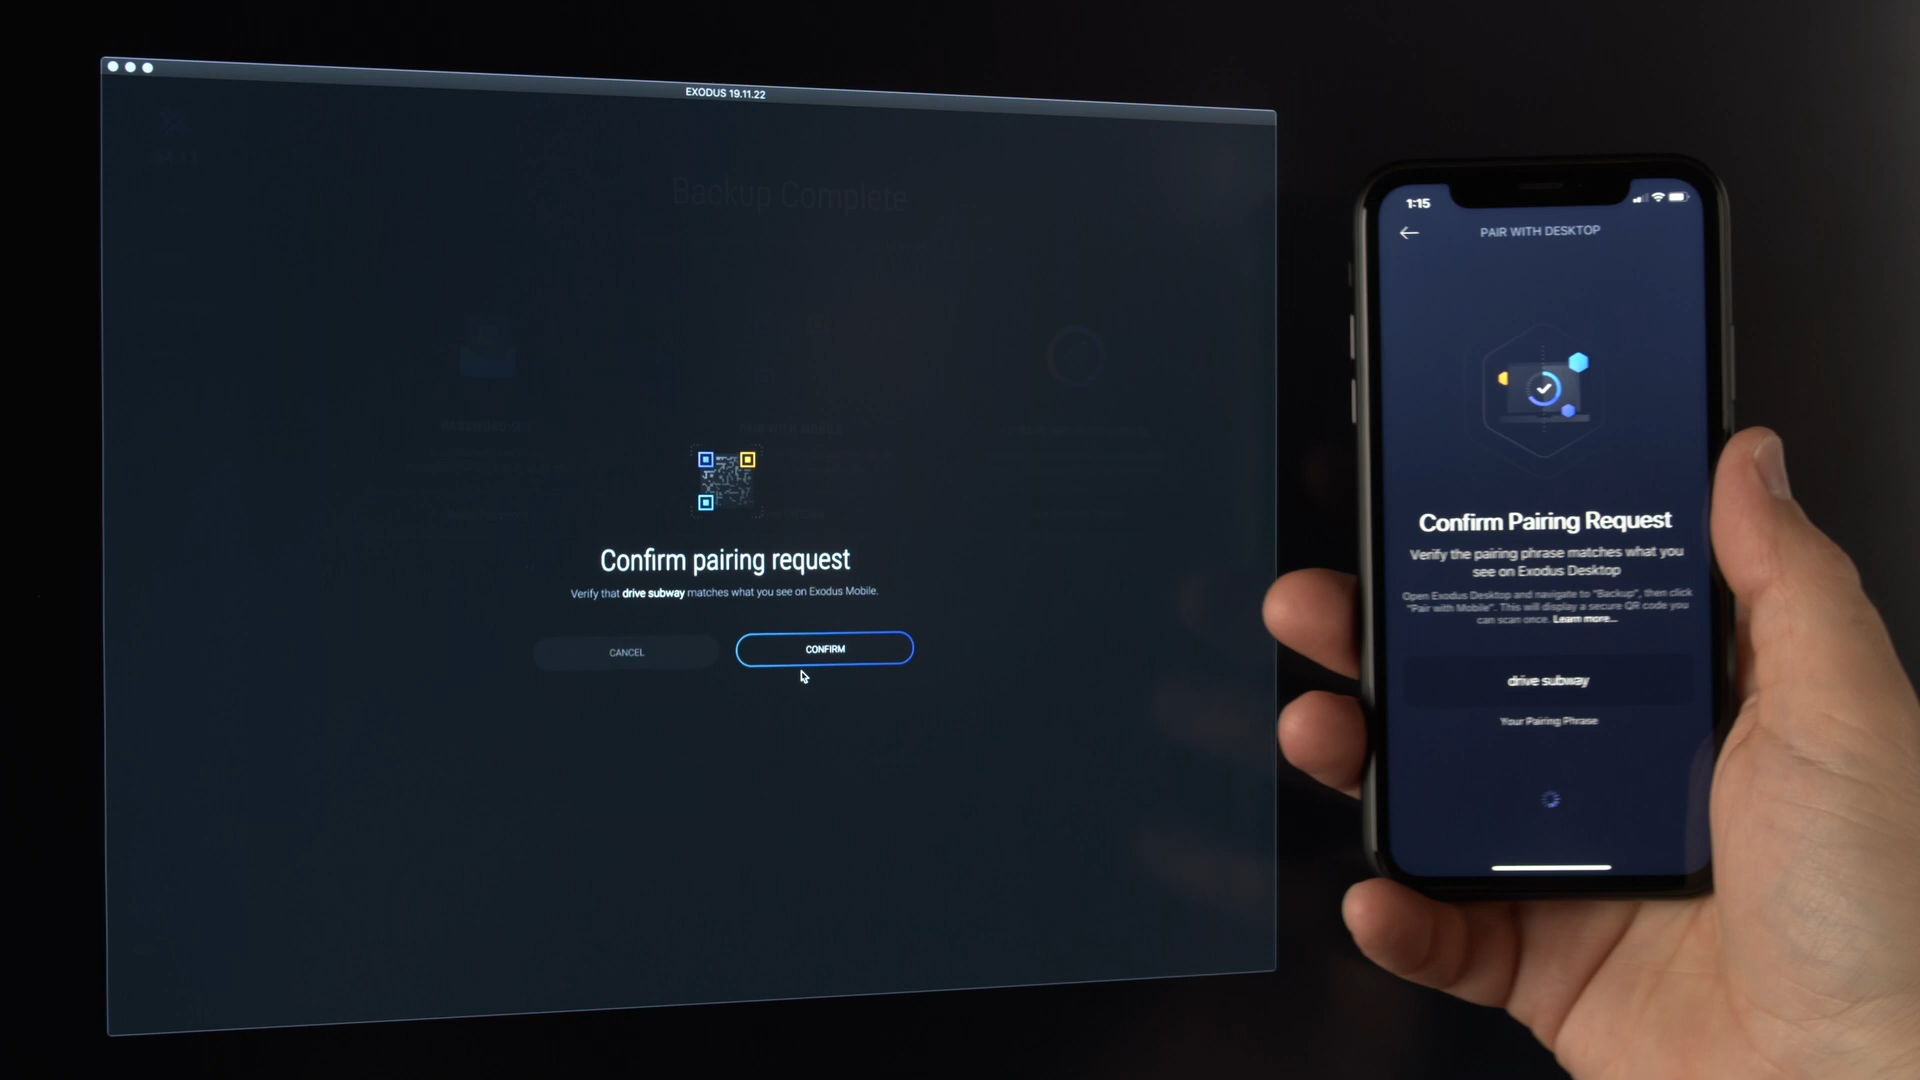 EXODUS 19.11.22
Backup Complete
Confirm pairing request
Verify that drive subway matches what you see on Exodus Mobile.
CANCEL
CONFIRM
1:15
PAIR WITH DESKTOP
Confirm Pairing Request
Verify the pairing phrase matches what you
see on Exodus Desktop
Open Exodus Desktop and navigate to "Backup", then click
"Pair with Mobile". This will display a secure QR code you
can scan once. Learn more...
drive subway
Your Pairing Phrase